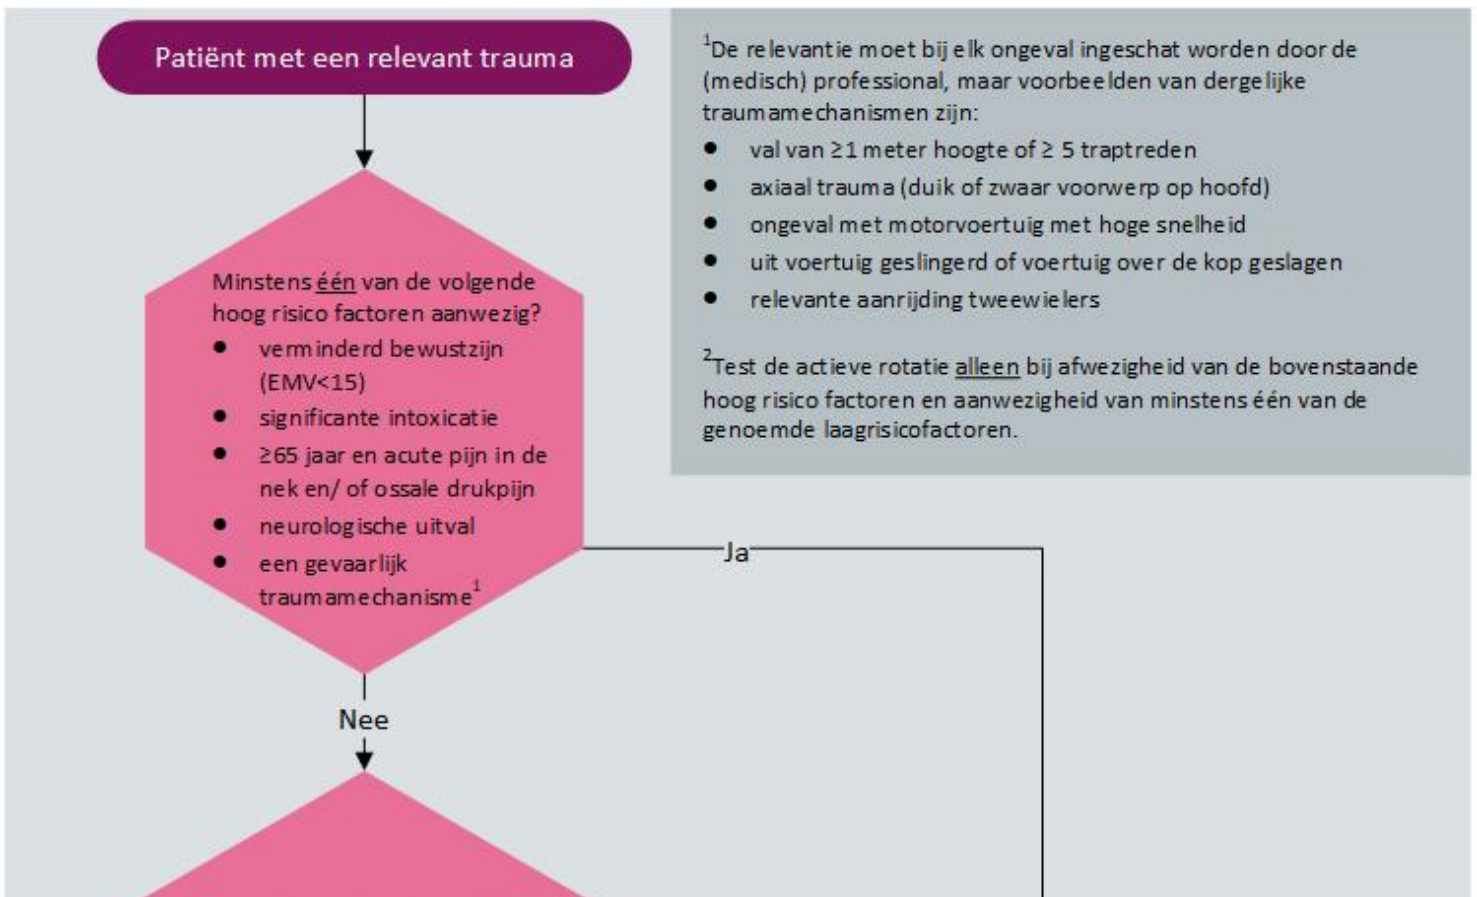 Patiënt met een relevant trauma
Minstens één van de volgende
hoog risico factoren aanwezig?
● verminderd bewustzijn
(EMV<15)
● significante intoxicatie
● ≥65 jaar en acute pijn in de
nek en/ of ossale drukpijn
● neurologische uitval
● een gevaarlijk
traumamechanisme¹
Ja
Nee
¹De relevantie moet bij elk ongeval ingeschat worden door de
(medisch) professional, maar voorbeelden van dergelijke
traumamechanismen zijn:
● val van ≥1 meter hoogte of ≥ 5 traptreden
● axiaal trauma (duik of zwaar voorwerp op hoofd)
● ongeval met motorvoertuig met hoge snelheid
● uit voertuig geslingerd of voertuig over de kop geslagen
● relevante aanrijding tweewielers
²Test de actieve rotatie alleen bij afwezigheid van de bovenstaande
hoog risico factoren en aanwezigheid van minstens één van de
genoemde laagrisicofactoren.